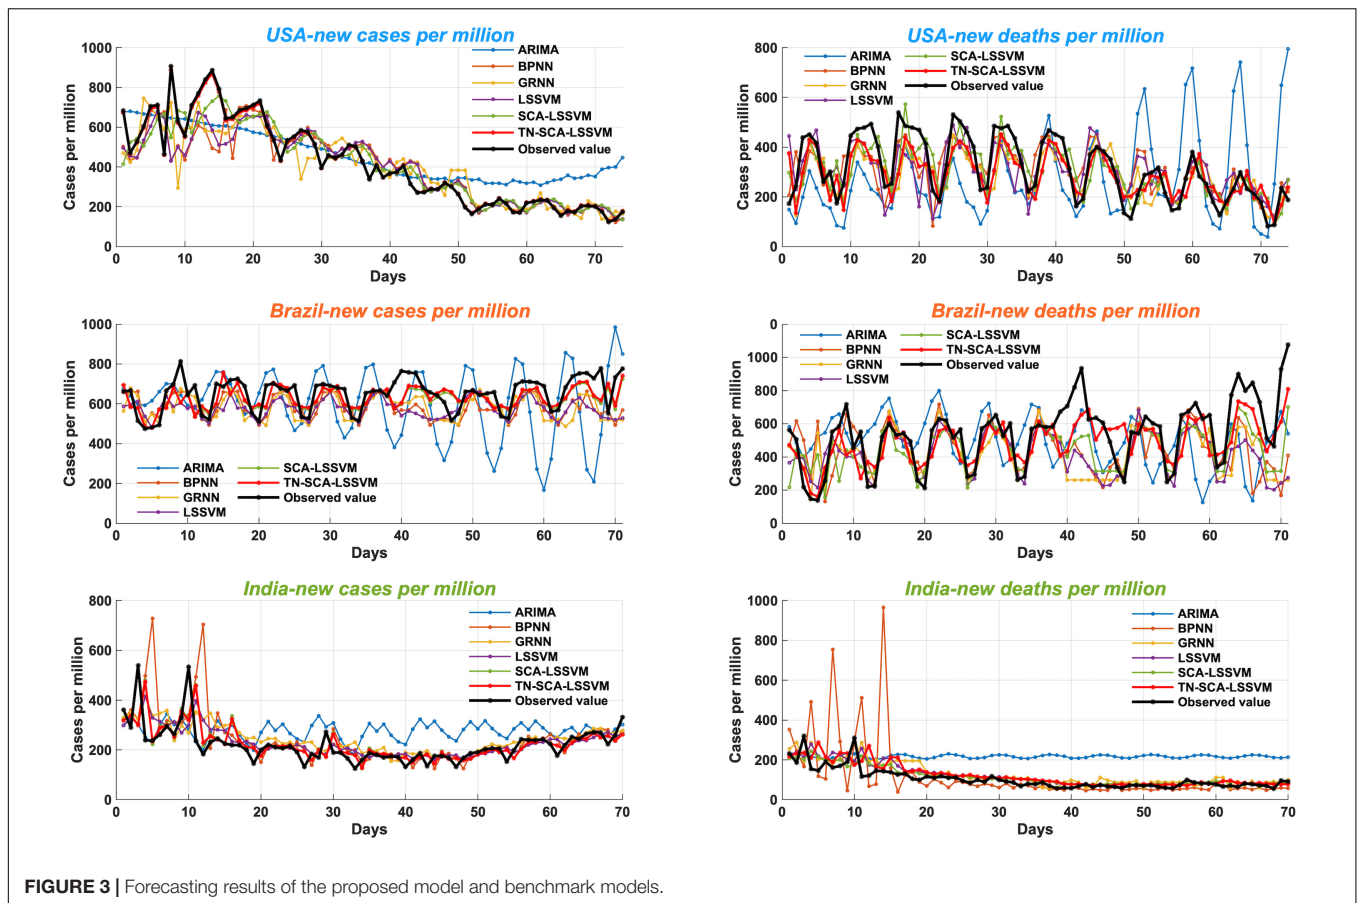 USA-new cases per million
1000
800
600
400
200
0
Cases per million
0 10 20 30 40 50 60 70
Days
ARIMA
BPNN
GRNN
LSSVM
SCA-LSSVM
TN-SCA-LSSVM
Observed value
USA-new deaths per million
800
600
400
200
0
Cases per million
0 10 20 30 40 50 60 70
Days
ARIMA
BPNN
GRNN
LSSVM
SCA-LSSVM
TN-SCA-LSSVM
Observed value
Brazil-new cases per million
1000
800
600
400
200
0
Cases per million
0 10 20 30 40 50 60 70
Days
ARIMA
BPNN
GRNN
LSSVM
SCA-LSSVM
TN-SCA-LSSVM
Observed value
Brazil-new deaths per million
0
1000
800
600
400
200
0
Cases per million
0 10 20 30 40 50 60 70
Days
ARIMA
BPNN
GRNN
LSSVM
SCA-LSSVM
TN-SCA-LSSVM
Observed value
India-new cases per million
800
600
400
200
0
Cases per million
0 10 20 30 40 50 60 70
Days
ARIMA
BPNN
GRNN
LSSVM
SCA-LSSVM
TN-SCA-LSSVM
Observed value
India-new deaths per million
1000
800
600
400
200
0
Cases per million
0 10 20 30 40 50 60 70
Days
ARIMA
BPNN
GRNN
LSSVM
SCA-LSSVM
TN-SCA-LSSVM
Observed value
FIGURE 3 | Forecasting results of the proposed model and benchmark models.